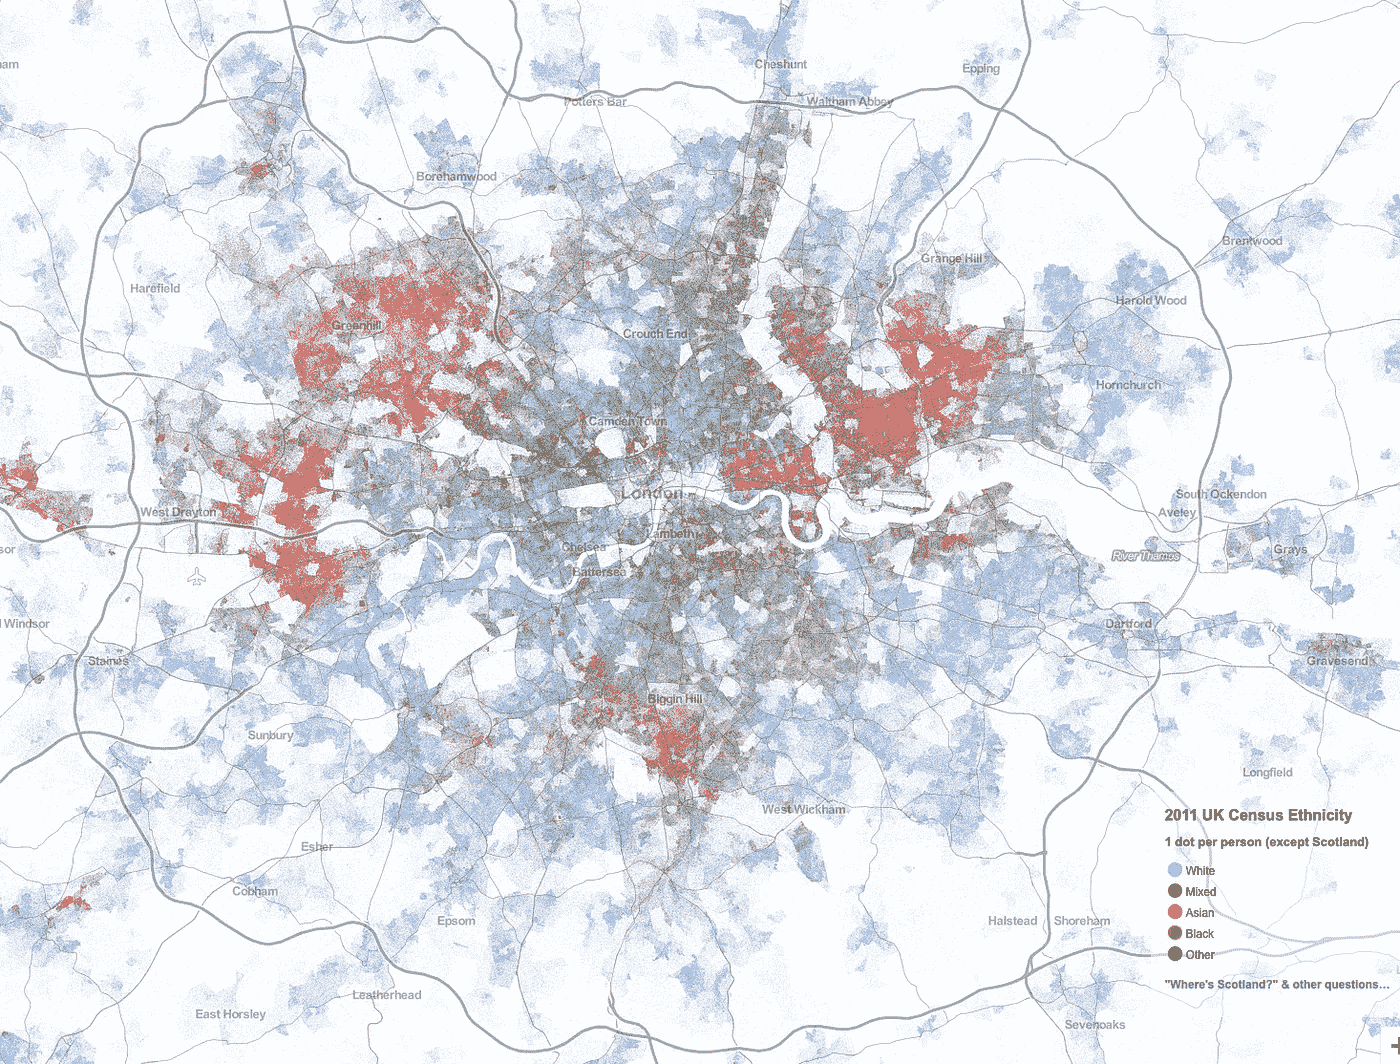 am
Cheshunt
Epping
Potters Bar
Waltham Abbey
Borehamwood
Brentwood
Grange Hill
Harefield
Harold Wood
Greenhill
Crouch End
Hornchurch
Camden Town
London
South Ockendon
West Drayton
Aveley
Lambeth
Chelsea
Grays
River Thames
sor
Battersea
l Windsor
Dartford
Staines
Gravesend
Biggin Hill
Sunbury
Longfield
West Wickham
2011 UK Census Ethnicity
1 dot per person (except Scotland)
Esher
White
Cobham
Mixed
Epsom
Halstead
Shoreham
Asian
Black
Other
"Where's Scotland?" & other questions...
Leatherhead
East Horsley
Sevenoaks
+